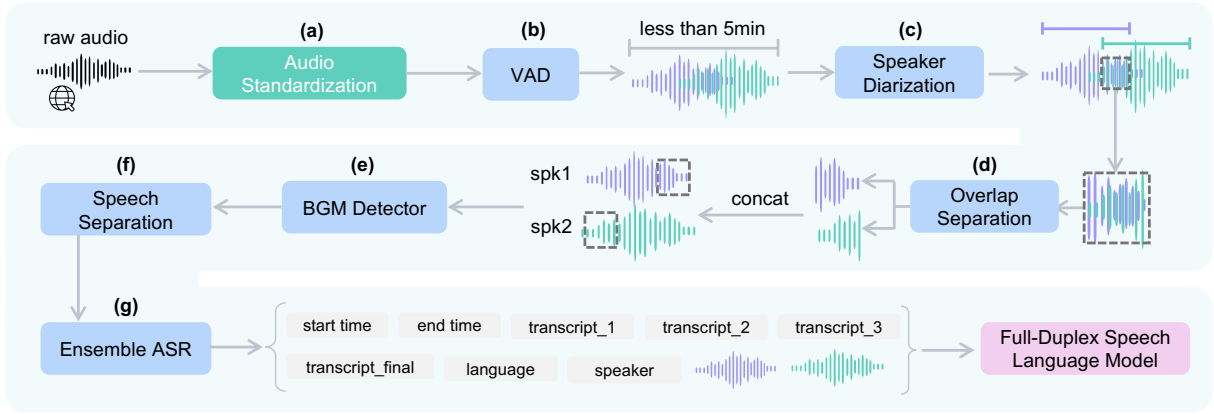 raw audio
(a)
Audio
Standardization
(b)
VAD
less than 5min
(c)
Speaker
Diarization
(d)
Overlap
Separation
concat
spk1
spk2
(e)
BGM Detector
(f)
Speech
Separation
(g)
Ensemble ASR
start time
end time
transcript_1
transcript_2
transcript_3
transcript_final
language
speaker
Full-Duplex Speech
Language Model